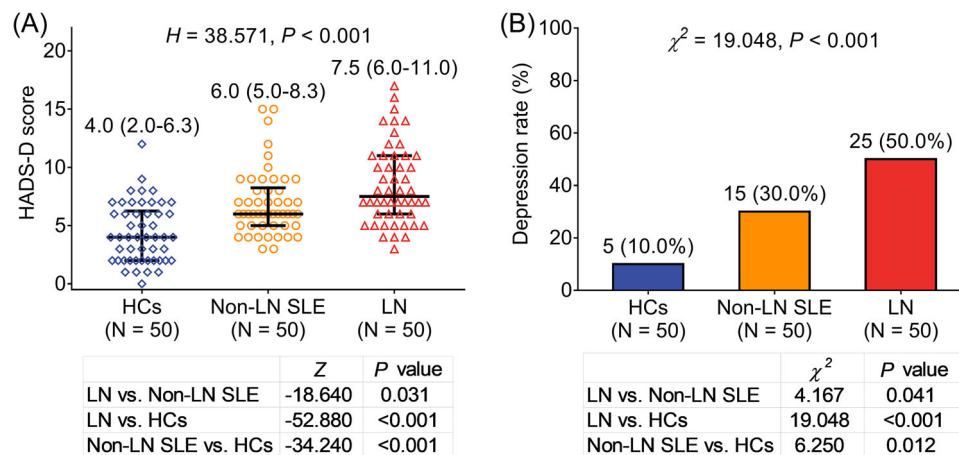 (A)
H = 38.571, P < 0.001
HADS-D score
20
15
10
5
0
4.0 (2.0-6.3)
6.0 (5.0-8.3)
7.5 (6.0-11.0)
HCs
(N = 50)
Non-LN SLE
(N = 50)
LN
(N = 50)
Z P value
LN vs. Non-LN SLE -18.640 0.031
LN vs. HCs -52.880 <0.001
Non-LN SLE vs. HCs -34.240 <0.001
(B)
χ² = 19.048, P < 0.001
Depression rate (%)
100
80
60
40
20
0
5 (10.0%)
15 (30.0%)
25 (50.0%)
HCs
(N = 50)
Non-LN SLE
(N = 50)
LN
(N = 50)
χ² P value
LN vs. Non-LN SLE 4.167 0.041
LN vs. HCs 19.048 <0.001
Non-LN SLE vs. HCs 6.250 0.012